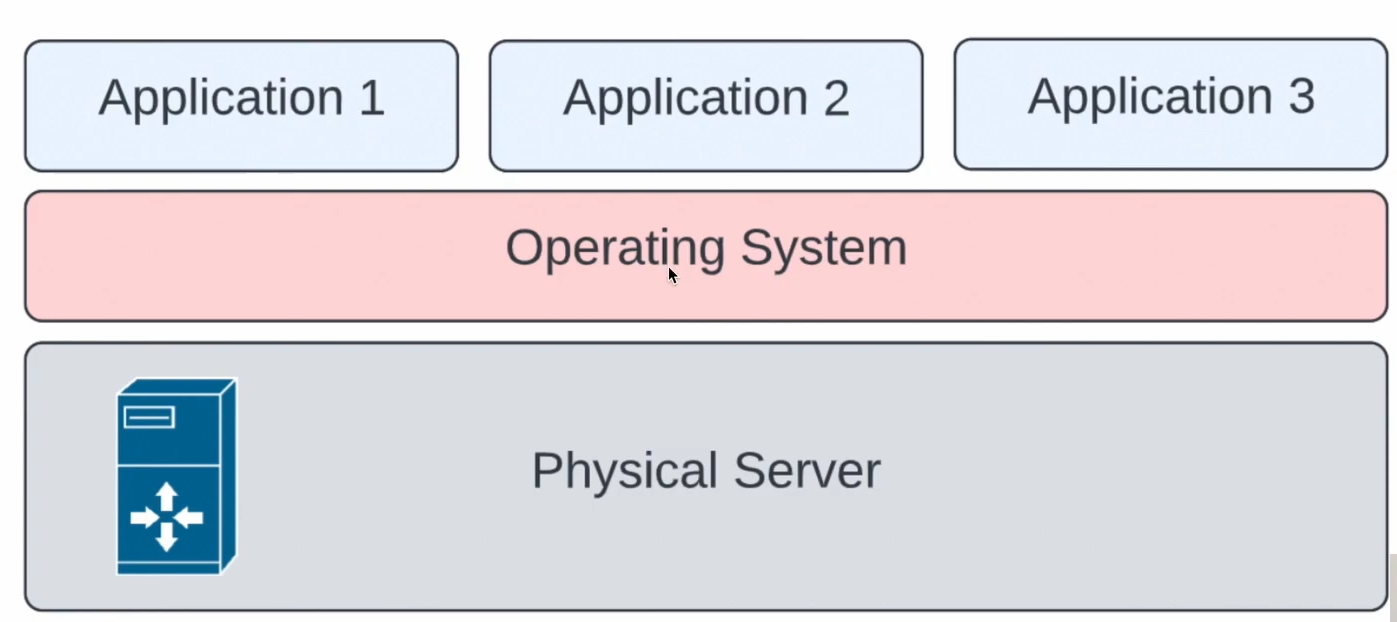 Application 1
Application 2
Application 3
Operating System
Physical Server